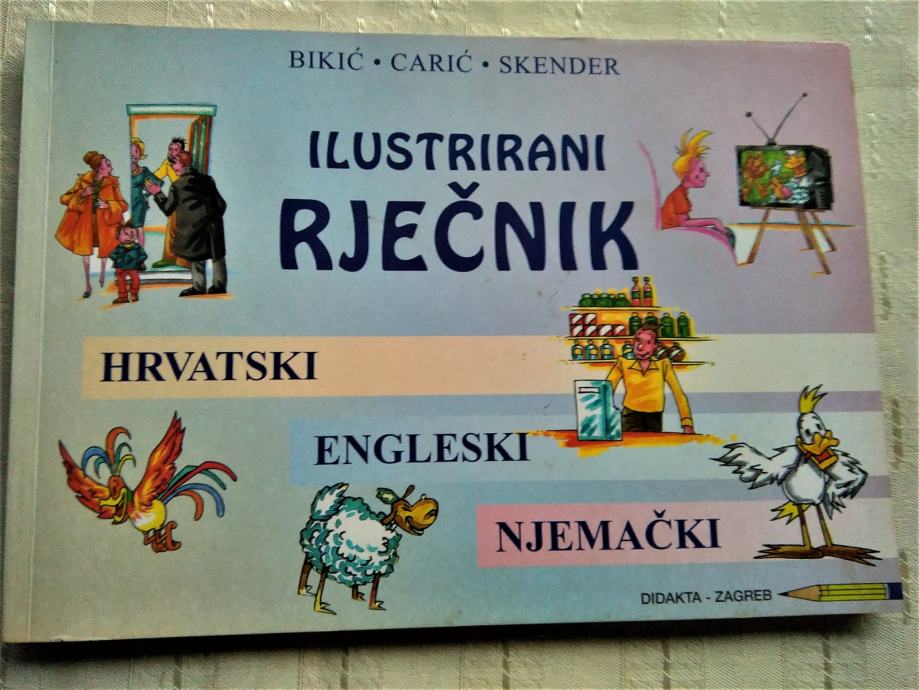 BIKIĆ • CARIĆ • SKENDER
ILUSTRIRANI
RJEČNIK
HRVATSKI
ENGLESKI
NJEMAČKI
DIDAKTA - ZAGREB